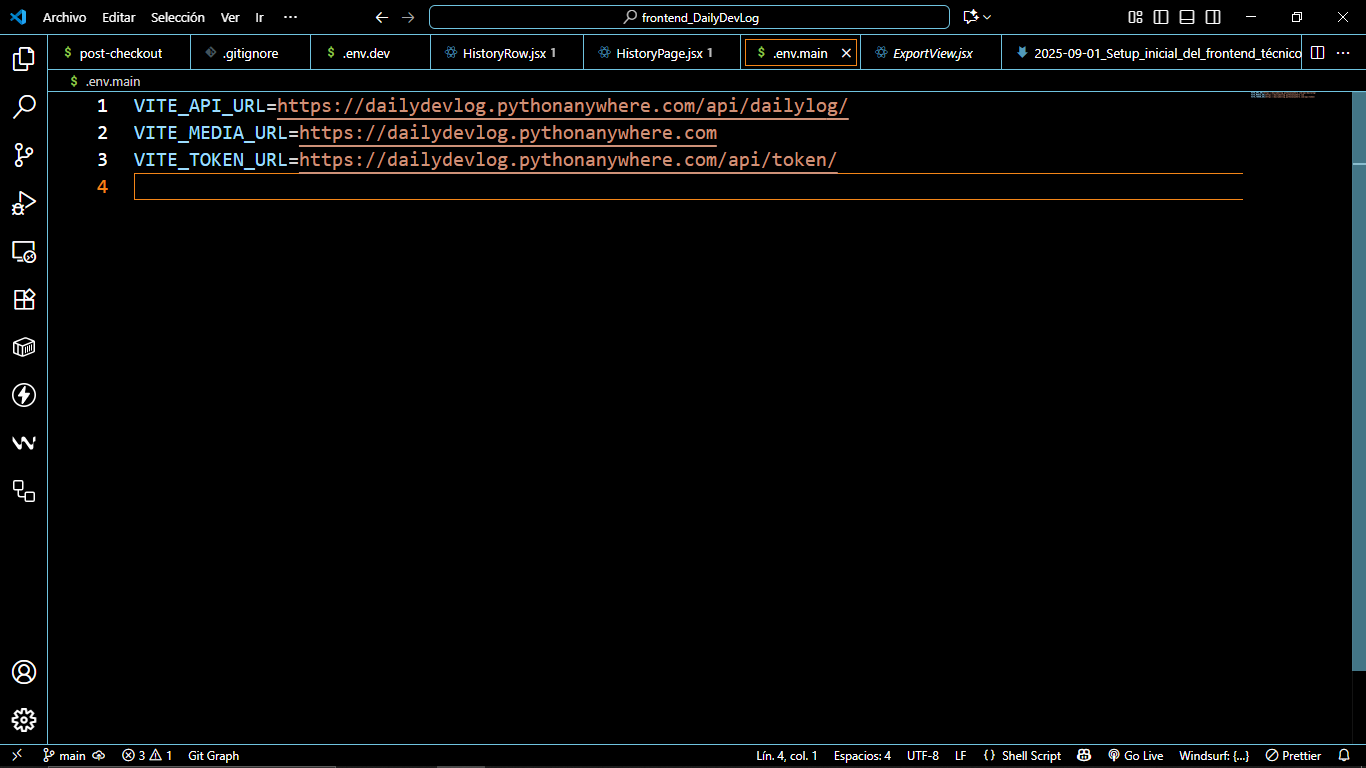 Archivo Editar Selección Ver Ir ··· frontend_DailyDevLog
$ post-checkout .gitignore $ .env.dev HistoryRow.jsx 1 HistoryPage.jsx 1 $ .env.main ExportView.jsx 2025-09-01_Setup_inicial_del_frontend_técnico ···
$ .env.main
1 VITE_API_URL=https://dailydevlog.pythonanywhere.com/api/dailylog/
2 VITE_MEDIA_URL=https://dailydevlog.pythonanywhere.com
3 VITE_TOKEN_URL=https://dailydevlog.pythonanywhere.com/api/token/
4
main 3 1 Git Graph Lín. 4, col. 1 Espacios: 4 UTF-8 LF {} Shell Script Go Live Windsurf: {...} Prettier